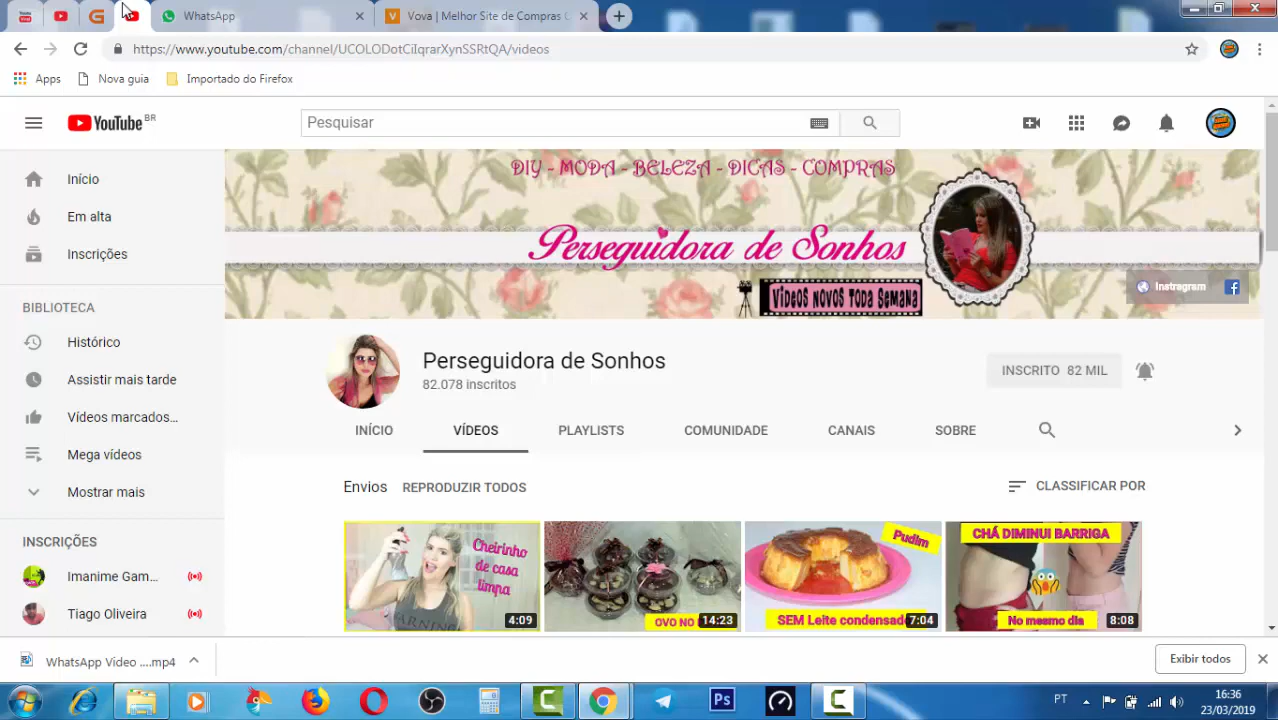 WhatsApp
Vova | Melhor Site de Compras O
https://www.youtube.com/channel/UCOLODotCiIqrarXynSSRtQA/videos
Apps Nova guia Importado do Firefox
YouTube BR
Pesquisar
Início
Em alta
Inscrições
BIBLIOTECA
Histórico
Assistir mais tarde
Vídeos marcados...
Mega vídeos
Mostrar mais
INSCRIÇÕES
Imanime Gam...
Tiago Oliveira
DIY - MODA - BELEZA - DICAS - COMPRAS
Perseguidora de Sonhos
VÍDEOS NOVOS TODA SEMANA
Instragram
Perseguidora de Sonhos
82.078 inscritos
INSCRITO 82 MIL
INÍCIO VÍDEOS PLAYLISTS COMUNIDADE CANAIS SOBRE
Envios REPRODUZIR TODOS CLASSIFICAR POR
Cheirinho
de casa
limpa
WARNING
4:09
OVO NO
14:23
Pudim
SEM Leite condensad
7:04
CHÁ DIMINUI BARRIGA
No mesmo dia
8:08
WhatsApp Video ....mp4
Exibir todos
Ps
PT
16:36
23/03/2019